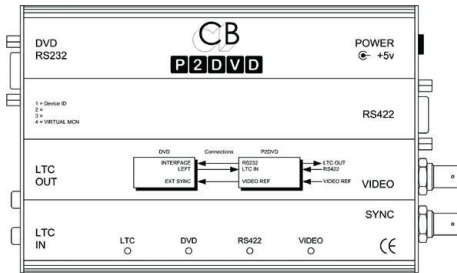 DVD
RS232
CB
P2DVD
POWER
+5v
1 = Device ID
2 =
3 =
4 = VIRTUAL MCN
RS422
DVD Connections P2DVD
INTERFACE RS232 LTC OUT
LEFT LTC IN RS422
EXT SYNC VIDEO REF VIDEO REF
LTC
OUT
VIDEO
SYNC
LTC
IN
LTC DVD RS422 VIDEO
CE